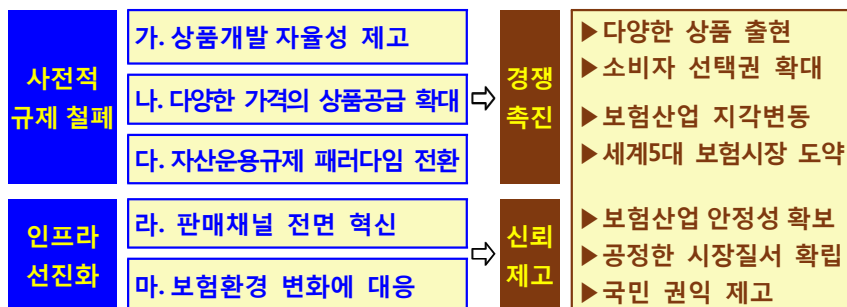 사전적
규제 철폐
가. 상품개발 자율성 제고
나. 다양한 가격의 상품공급 확대
다. 자산운용규제 패러다임 전환
⇨
경쟁
촉진
▶다양한 상품 출현
▶소비자 선택권 확대
▶보험산업 지각변동
▶세계5대 보험시장 도약
인프라
선진화
라. 판매채널 전면 혁신
마. 보험환경 변화에 대응
⇨
신뢰
제고
▶보험산업 안정성 확보
▶공정한 시장질서 확립
▶국민 권익 제고